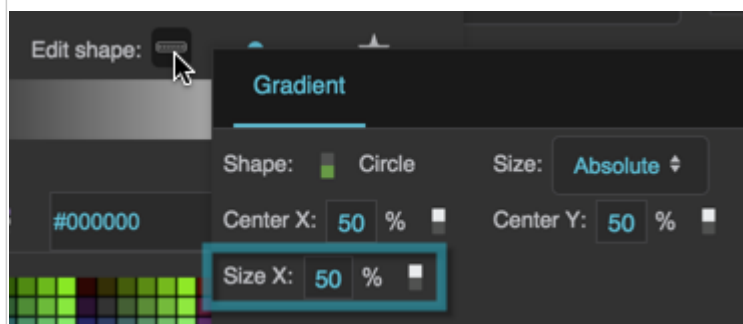 Edit shape:
Gradient
Shape: Circle Size: Absolute
#000000 Center X: 50 % Center Y: 50 %
Size X: 50 %